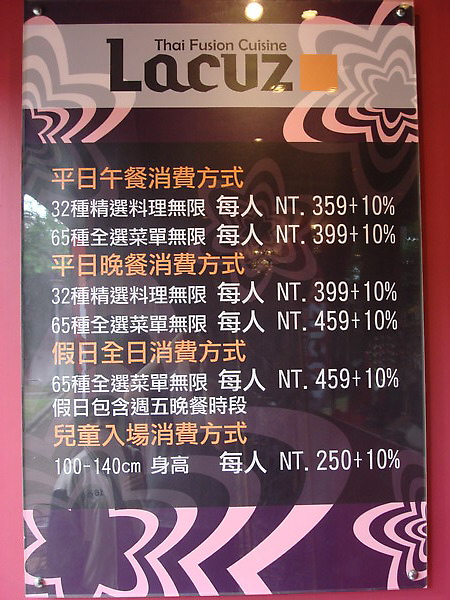 Thai Fusion Cuisine
Lacuz
平日午餐消費方式
32種精選料理無限 每人 NT. 359+10%
65種全選菜單無限 每人 NT. 399+10%
平日晚餐消費方式
32種精選料理無限 每人 NT. 399+10%
65種全選菜單無限 每人 NT. 459+10%
假日全日消費方式
65種全選菜單無限 每人 NT. 459+10%
假日包含週五晚餐時段
兒童入場消費方式
100-140cm 身高 每人 NT. 250+10%